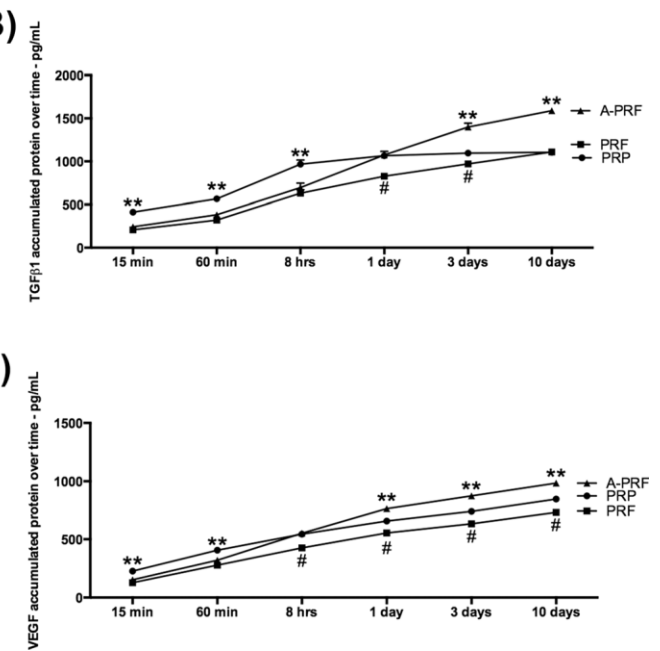 B)
TGFβ1 accumulated protein over time - pg/mL
2000
1500
1000
500
0
** ** ** # ** # **
A-PRF
PRF
PRP
15 min 60 min 8 hrs 1 day 3 days 10 days
)
VEGF accumulated protein over time - pg/mL
1500
1000
500
0
** ** # ** # ** # ** #
A-PRF
PRP
PRF
15 min 60 min 8 hrs 1 day 3 days 10 days